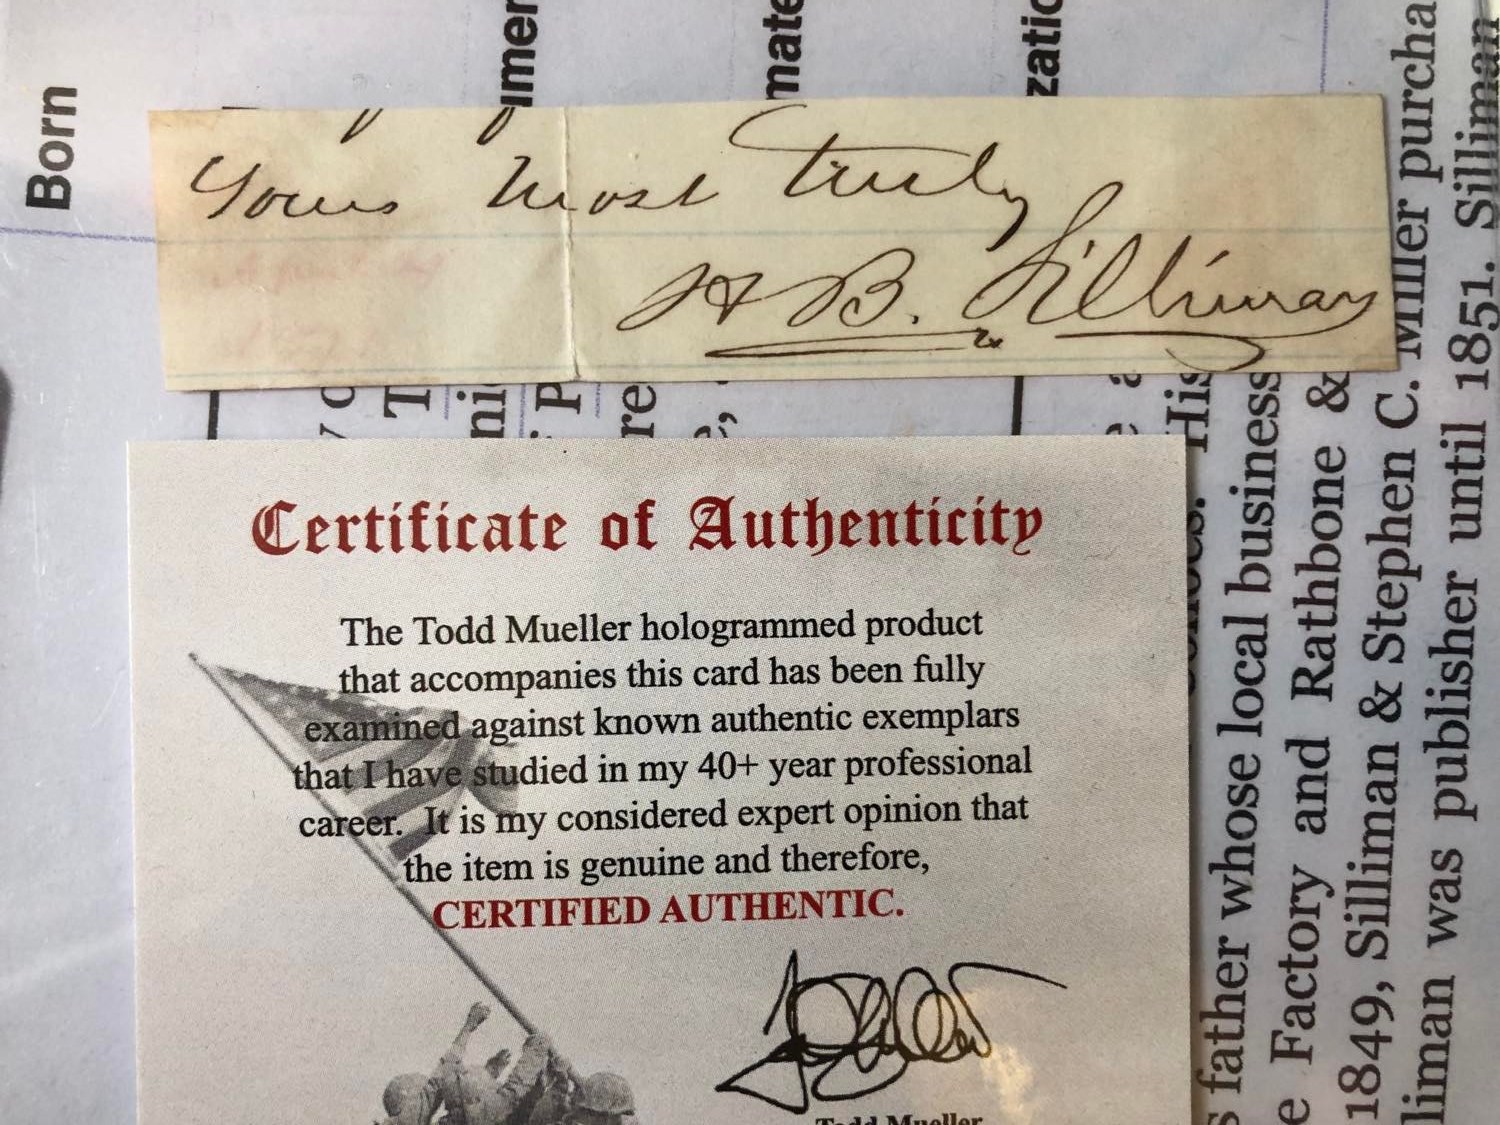 Born
Yours Most truly
H B. Silliman
Certificate of Authenticity
The Todd Mueller hologrammed product
that accompanies this card has been fully
examined against known authentic exemplars
that I have studied in my 40+ year professional
career. It is my considered expert opinion that
the item is genuine and therefore,
CERTIFIED AUTHENTIC.
Todd Mueller
His
father whose local business
Factory and Rathbone &
1849, Silliman & Stephen C. Miller purcha
liman was publisher until 1851. Silliman